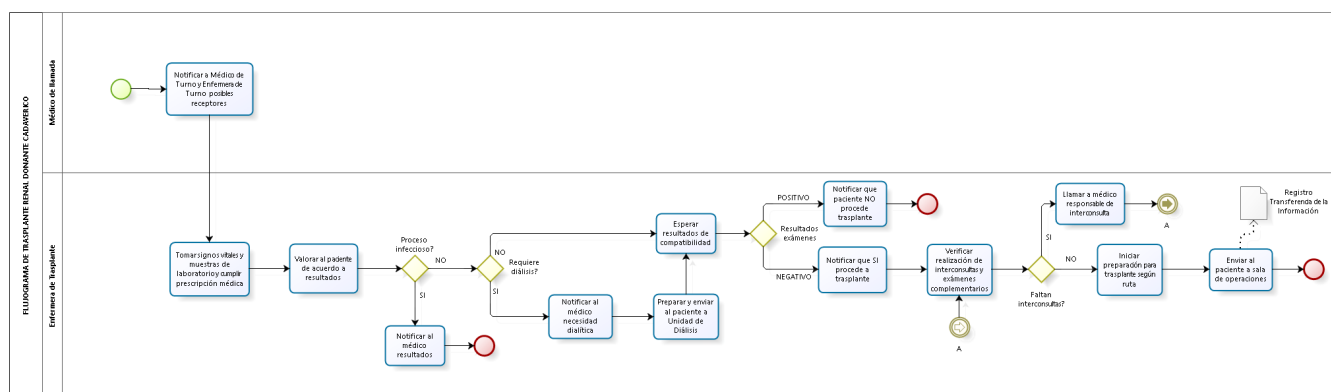 FLUJOGRAMA DE TRASPLANTE RENAL DONANTE CADAVERICO
Médico de llamada
Notificar a Médico de
Turno y Enfermera de
Turno posibles
receptores
Enfermera de Trasplante
Tomar signos vitales y
muestras de
laboratorio y cumplir
prescripción médica
Valorar al paciente
de acuerdo a
resultados
Proceso
infeccioso?
NO
SI
Notificar al
médico
resultados
Requiere
diálisis?
NO
SI
Notificar al
médico
necesidad
dialítica
Preparar y enviar
al paciente a
Unidad de
Diálisis
Esperar
resultados de
compatibilidad
Resultados
exámenes
POSITIVO
NEGATIVO
Notificar que
paciente NO
procede
trasplante
Notificar que SI
procede a
trasplante
Verificar
realización de
interconsultas y
exámenes
complementarios
A
Faltan
interconsultas?
SI
NO
Llamar a médico
responsable de
interconsulta
A
Iniciar
preparación para
trasplante según
ruta
Enviar al
paciente a sala
de operaciones
Registro
Transferenda de la
Información